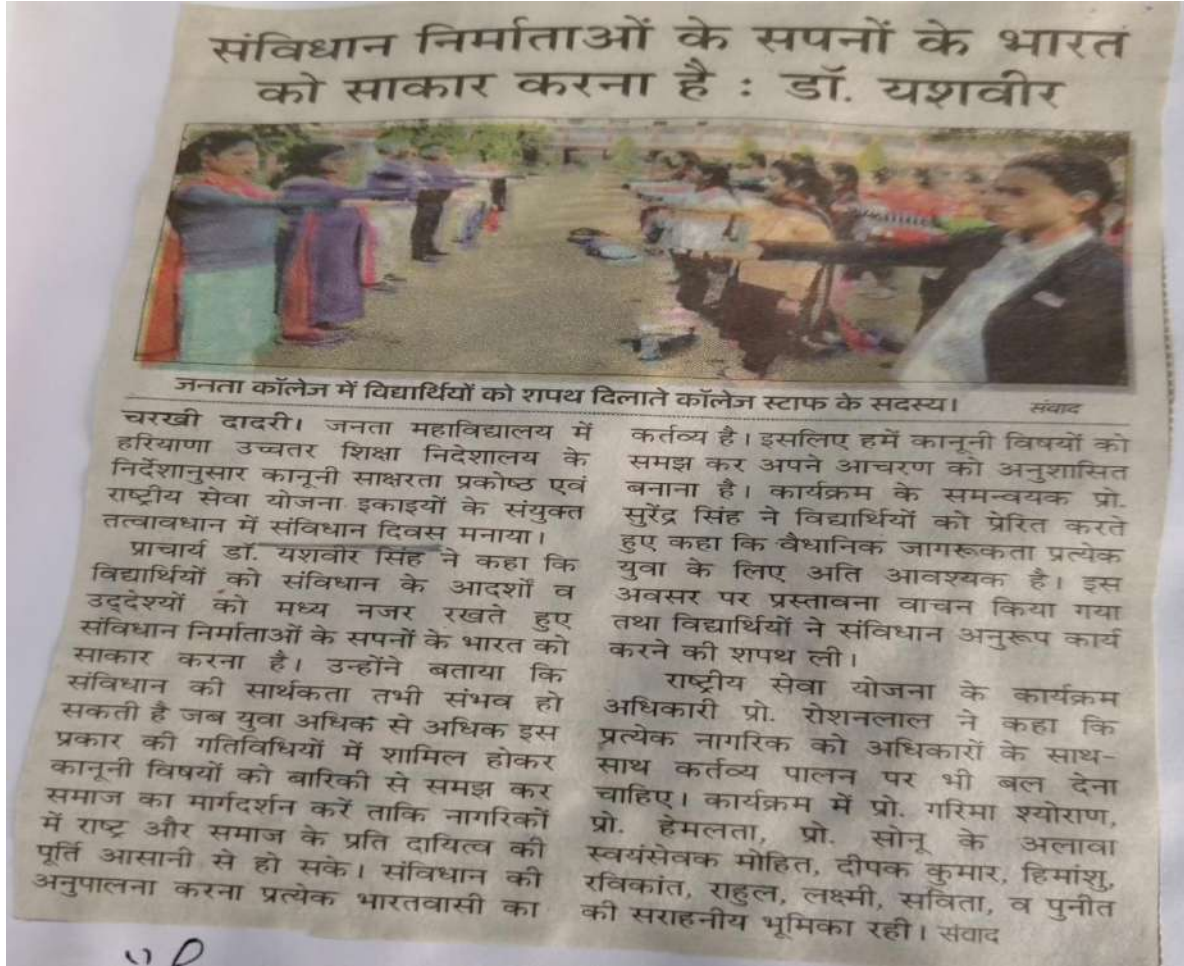 संविधान निर्माताओं के सपनों के भारत
को साकार करना है : डॉ. यशवीर
जनता कॉलेज में विद्यार्थियों को शपथ दिलाते कॉलेज स्टाफ के सदस्य। संवाद
चरखी दादरी। जनता महाविद्यालय में
हरियाणा उच्चतर शिक्षा निदेशालय के
निर्देशानुसार कानूनी साक्षरता प्रकोष्ठ एवं
राष्ट्रीय सेवा योजना इकाइयों के संयुक्त
तत्वावधान में संविधान दिवस मनाया।
प्राचार्य डॉ. यशवीर सिंह ने कहा कि
विद्यार्थियों को संविधान के आदर्शों व
उद्देश्यों को मध्य नजर रखते हुए
संविधान निर्माताओं के सपनों के भारत को
साकार करना है। उन्होंने बताया कि
संविधान की सार्थकता तभी संभव हो
सकती है जब युवा अधिक से अधिक इस
प्रकार की गतिविधियों में शामिल होकर
कानूनी विषयों को बारिकी से समझ कर
समाज का मार्गदर्शन करें ताकि नागरिकों
में राष्ट्र और समाज के प्रति दायित्व की
पूर्ति आसानी से हो सके। संविधान की
अनुपालना करना प्रत्येक भारतवासी का
कर्तव्य है। इसलिए हमें कानूनी विषयों को
समझ कर अपने आचरण को अनुशासित
बनाना है। कार्यक्रम के समन्वयक प्रो.
सुरेंद्र सिंह ने विद्यार्थियों को प्रेरित करते
हुए कहा कि वैधानिक जागरूकता प्रत्येक
युवा के लिए अति आवश्यक है। इस
अवसर पर प्रस्तावना वाचन किया गया
तथा विद्यार्थियों ने संविधान अनुरूप कार्य
करने की शपथ ली।
राष्ट्रीय सेवा योजना के कार्यक्रम
अधिकारी प्रो. रोशनलाल ने कहा कि
प्रत्येक नागरिक को अधिकारों के साथ-
साथ कर्तव्य पालन पर भी बल देना
चाहिए। कार्यक्रम में प्रो. गरिमा श्योराण,
प्रो. हेमलता, प्रो. सोनू के अलावा
स्वयंसेवक मोहित, दीपक कुमार, हिमांशु,
रविकांत, राहुल, लक्ष्मी, सविता, व पुनीत
की सराहनीय भूमिका रही। संवाद